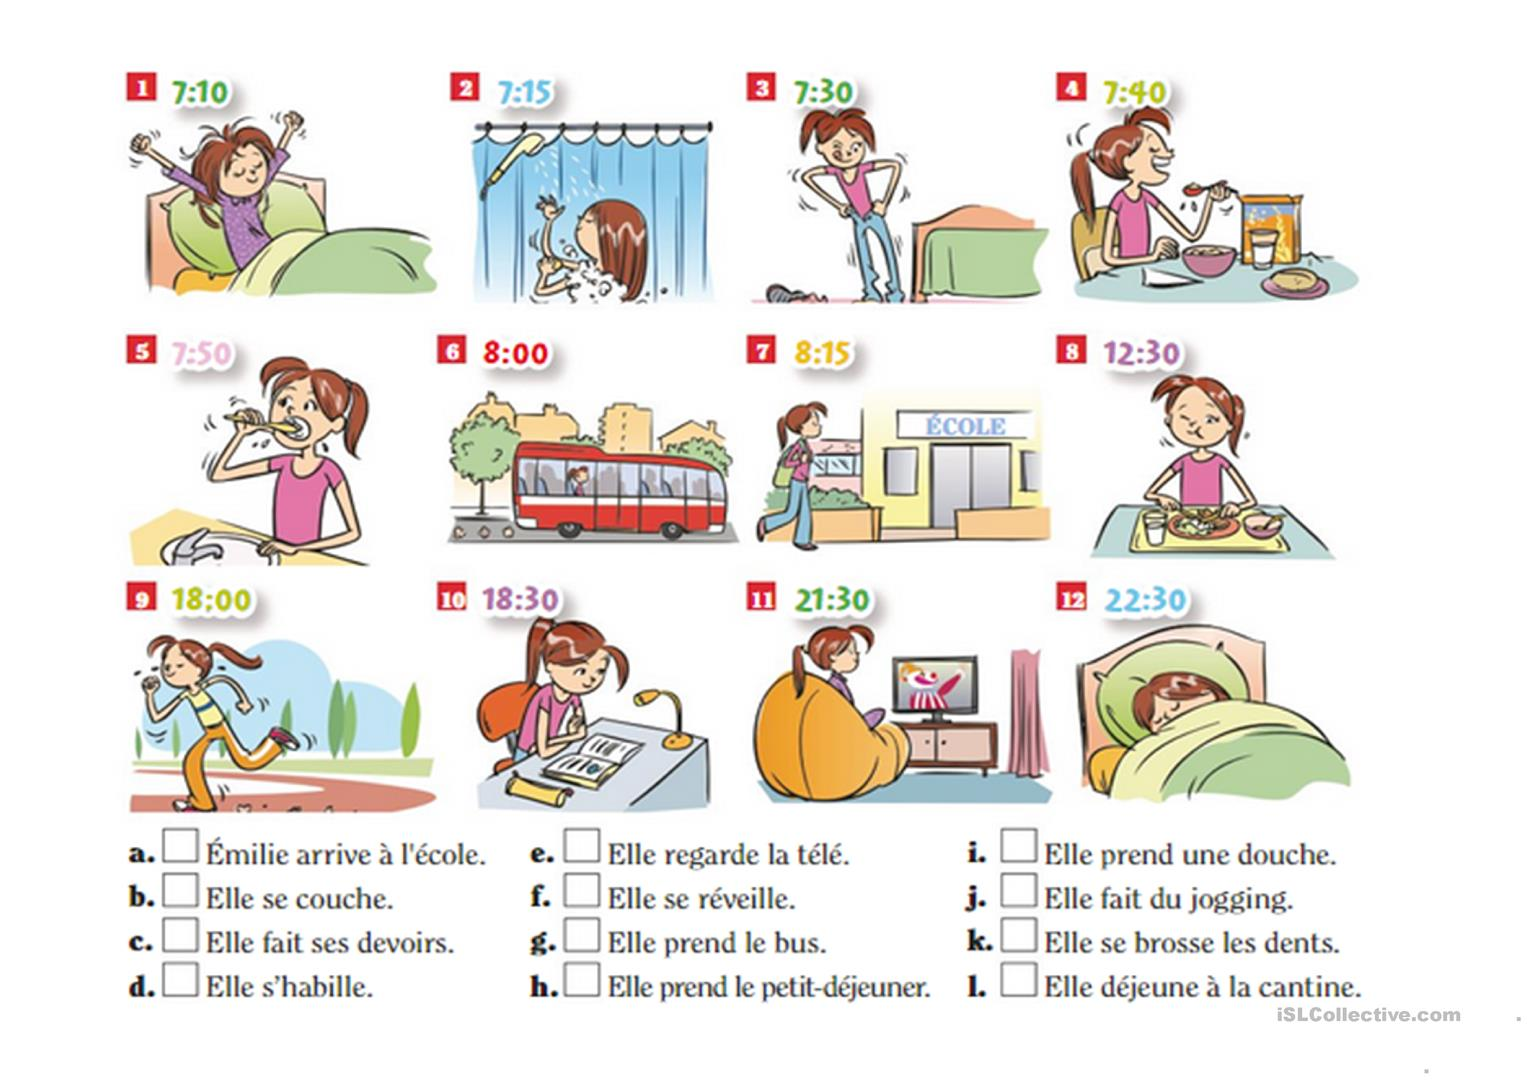 1 7:10 2 7:15 3 7:30 4 7:40
5 7:50 6 8:00 7 8:15 8 12:30
ÉCOLE
9 18:00 10 18:30 11 21:30 12 22:30
a. Émilie arrive à l'école.
b. Elle se couche.
c. Elle fait ses devoirs.
d. Elle s’habille.
e. Elle regarde la télé.
f. Elle se réveille.
g. Elle prend le bus.
h. Elle prend le petit-déjeuner.
i. Elle prend une douche.
j. Elle fait du jogging.
k. Elle se brosse les dents.
l. Elle déjeune à la cantine.
iSLCollective.com